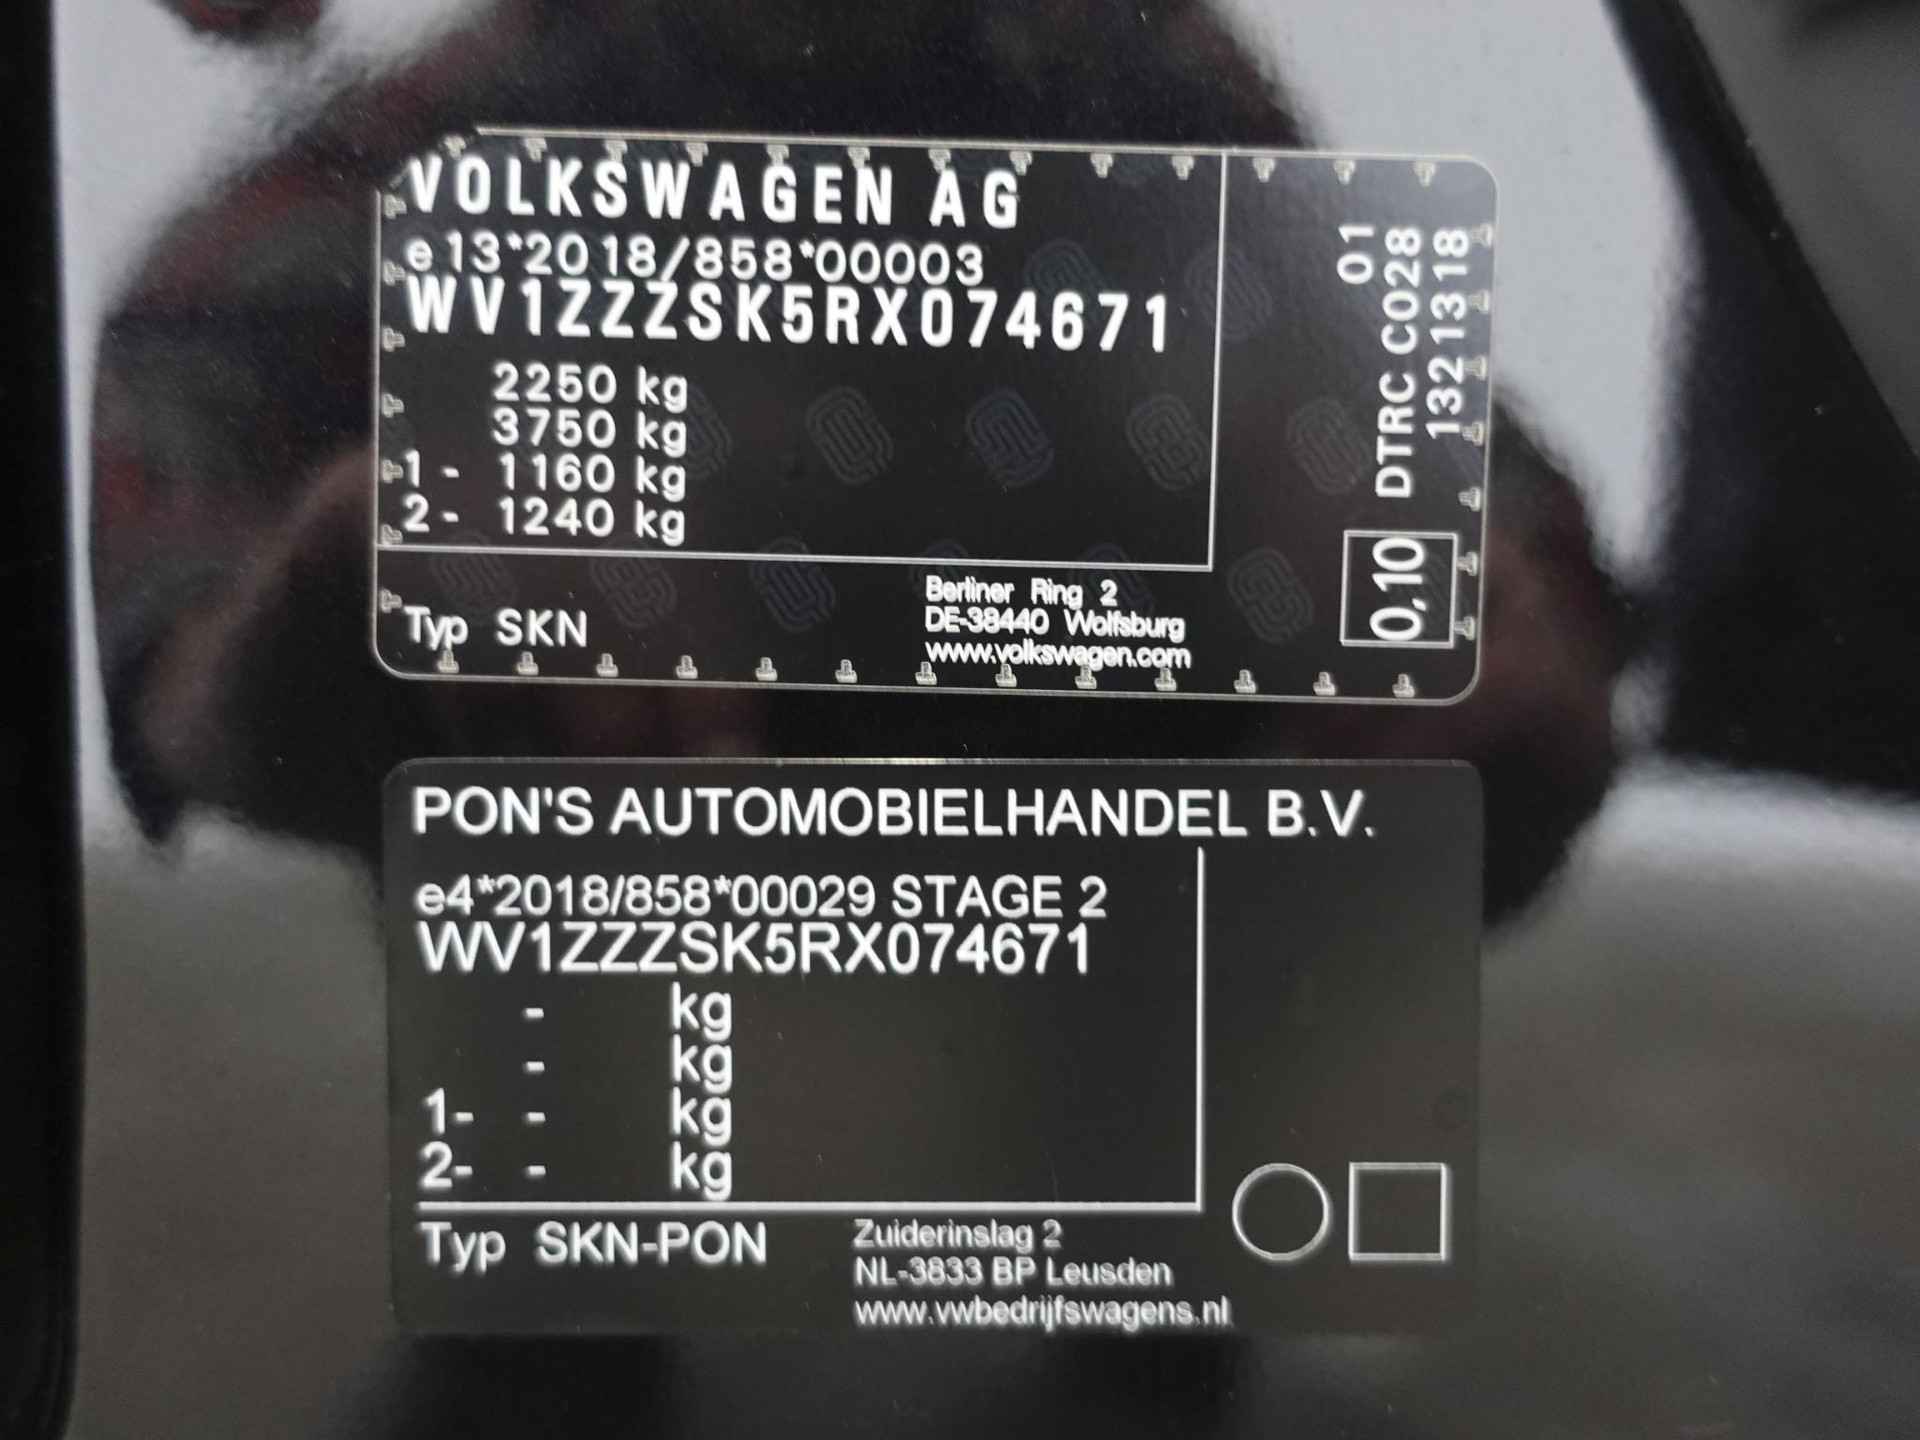 VOLKSWAGEN AG
e13*2018/858*00003
WV1ZZZSK5RX074671
2250 kg
3750 kg
1- 1160 kg
2- 1240 kg
Typ SKN
Berliner Ring 2
DE-38440 Wolfsburg
www.volkswagen.com
01
DTRC C028
1321318
0,10
PON'S AUTOMOBIELHANDEL B.V.
e4*2018/858*00029 STAGE 2
WV1ZZZSK5RX074671
- kg
- kg
1- - kg
2- - kg
Typ SKN-PON
Zuiderinslag 2
NL-3833 BP Leusden
www.vwbedrijfswagens.nl